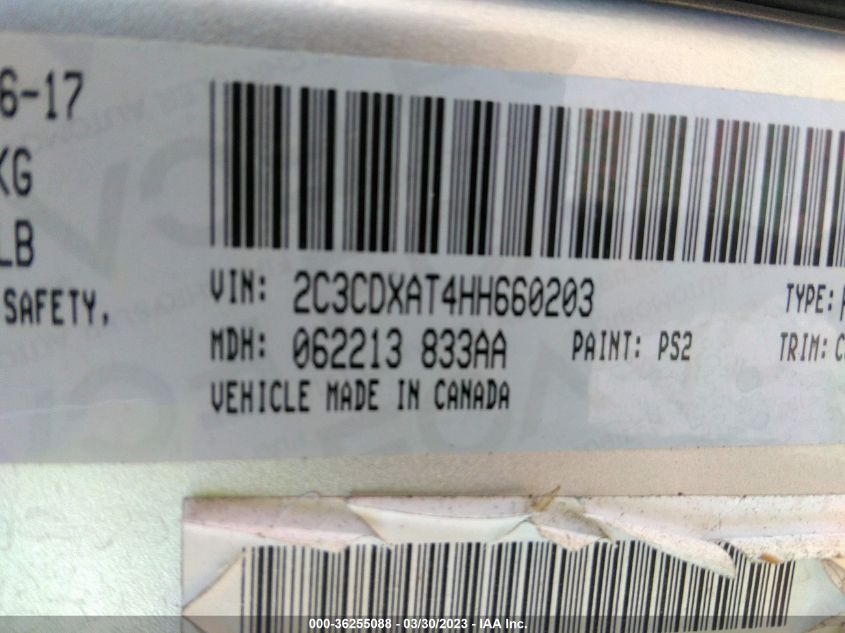 6-17
KG
LB
SAFETY,
VIN: 2C3CDXAT4HH660203
TYPE:
MDH: 062213 833AA
PAINT: PS2
TRIM: C
VEHICLE MADE IN CANADA
000-36255088 - 03/30/2023 - IAA Inc.